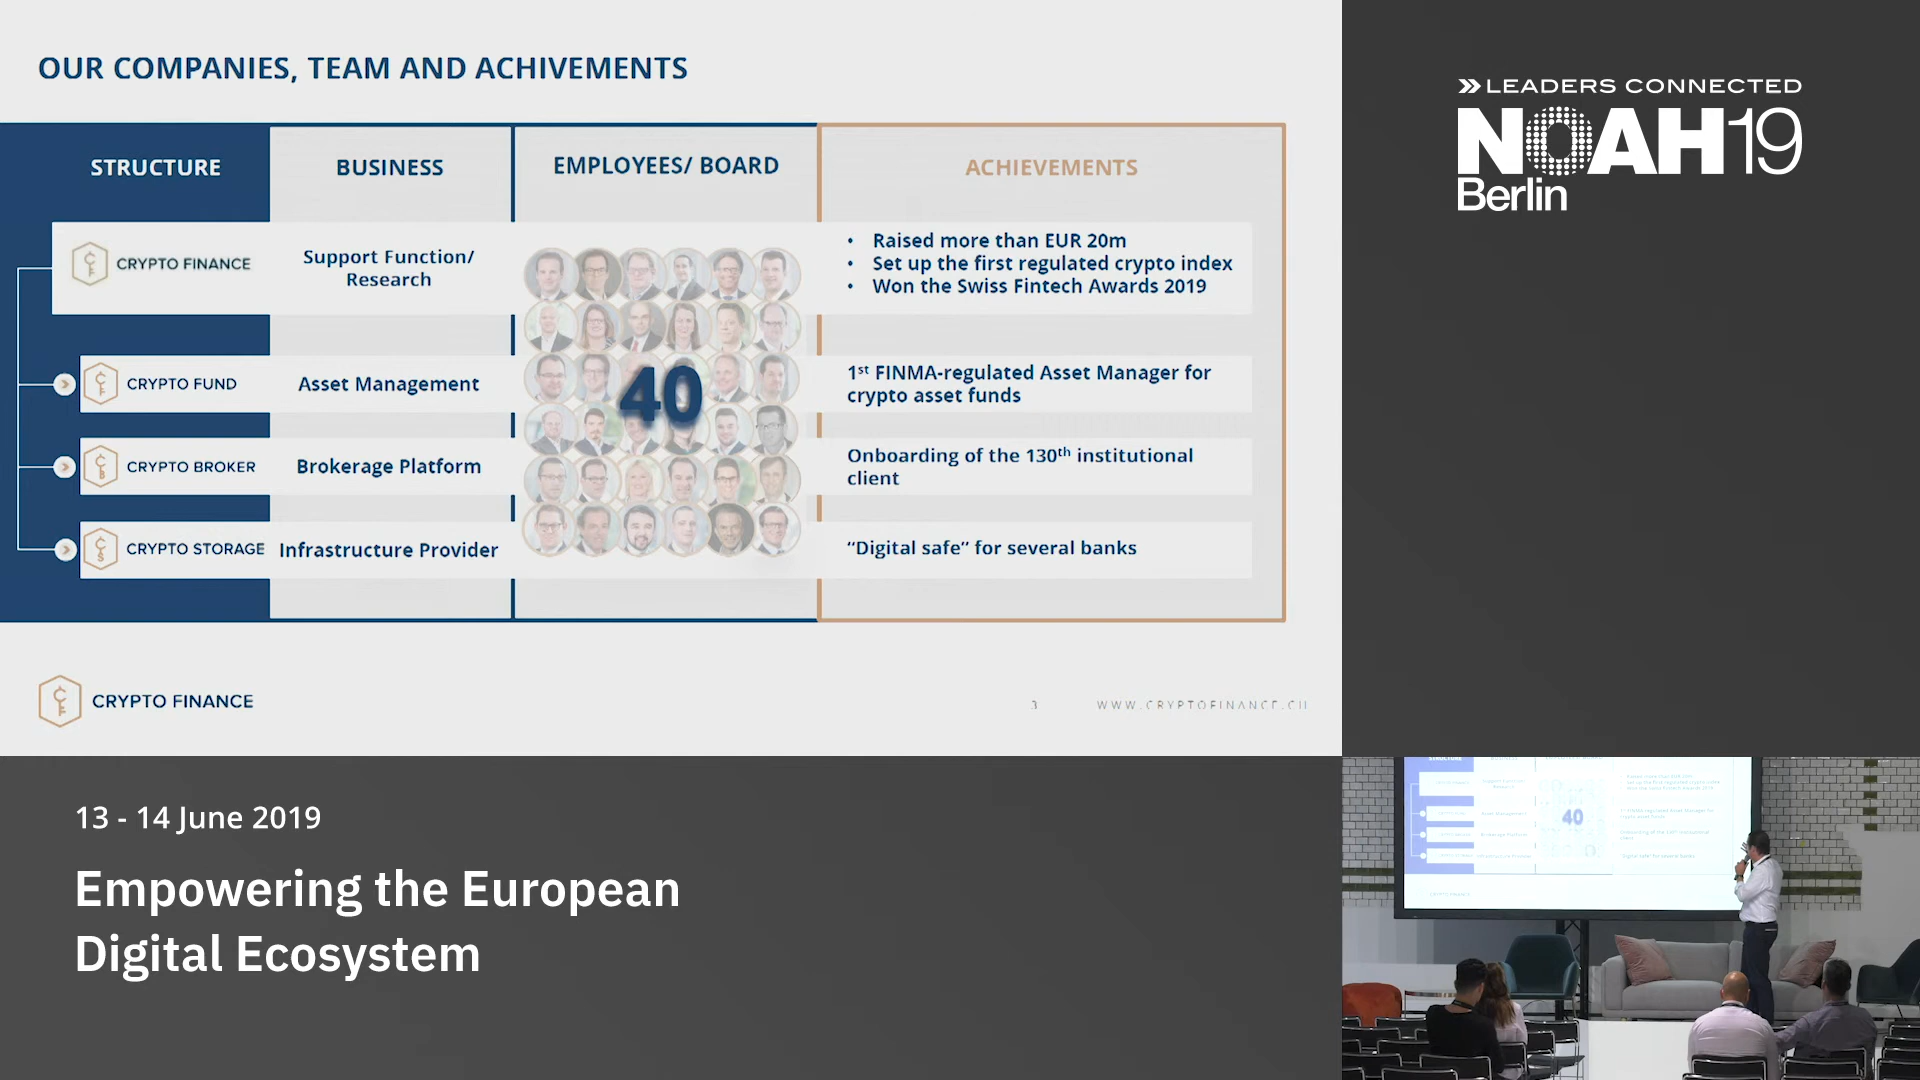 OUR COMPANIES, TEAM AND ACHIVEMENTS
STRUCTURE
BUSINESS
EMPLOYEES/ BOARD
ACHIEVEMENTS
CRYPTO FINANCE
Support Function/
Research
• Raised more than EUR 20m
• Set up the first regulated crypto index
• Won the Swiss Fintech Awards 2019
40
CRYPTO FUND
Asset Management
1st FINMA-regulated Asset Manager for
crypto asset funds
CRYPTO BROKER
Brokerage Platform
Onboarding of the 130th institutional
client
CRYPTO STORAGE
Infrastructure Provider
“Digital safe” for several banks
CRYPTO FINANCE
3
WWW.CRYPTOFINANCE.CH
LEADERS CONNECTED
NOAH19
Berlin
13 - 14 June 2019
Empowering the European
Digital Ecosystem
40